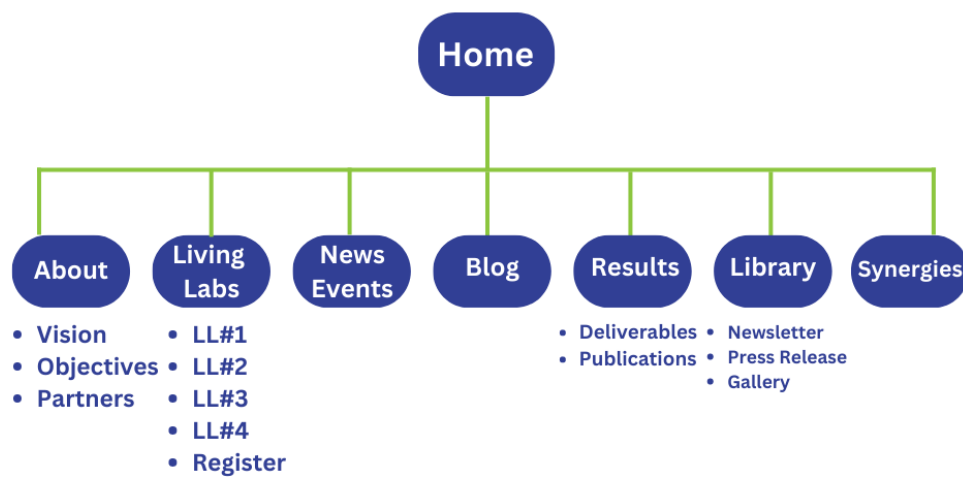 Home
About
Living
Labs
News
Events
Blog
Results
Library
Synergies
• Vision
• Objectives
• Partners
• LL#1
• LL#2
• LL#3
• LL#4
• Register
• Deliverables
• Publications
• Newsletter
• Press Release
• Gallery